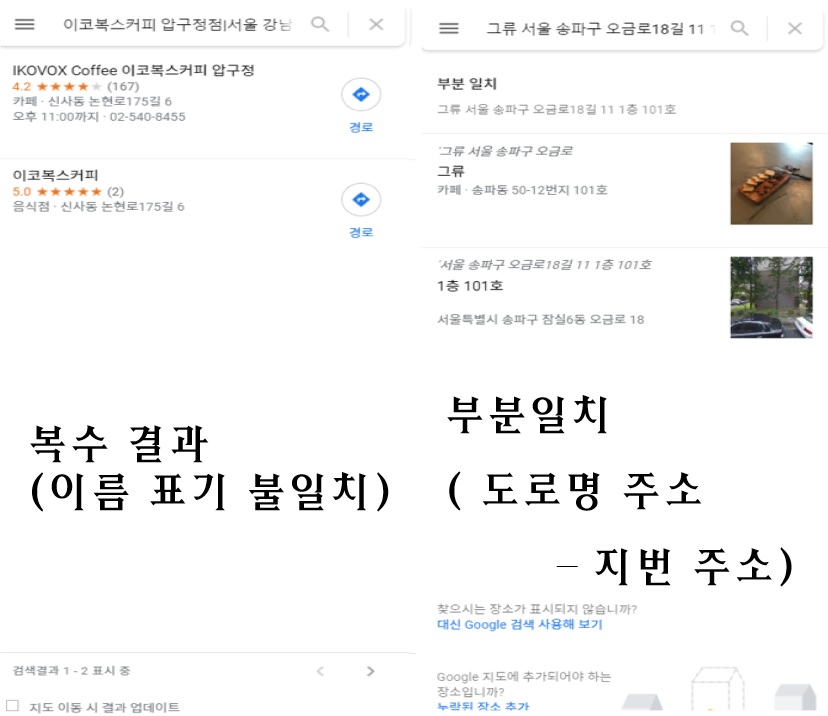 이코복스커피 압구정점|서울 강남
IKOVOX Coffee 이코복스커피 압구정
4.2 ★★★★★ (167)
카페 · 신사동 논현로175길 6
오후 11:00까지 · 02-540-8455
경로
이코복스커피
5.0 ★★★★★ (2)
음식점 · 신사동 논현로175길 6
경로
복수 결과
(이름 표기 불일치)
검색결과 1 - 2 표시 중
지도 이동 시 결과 업데이트
그류 서울 송파구 오금로18길 11 1
부분 일치
그류 서울 송파구 오금로18길 11 1층 101호
'그류 서울 송파구 오금로
그류
카페 · 송파동 50-12번지 101호
'서울 송파구 오금로18길 11 1층 101호
1층 101호
서울특별시 송파구 잠실6동 오금로 18
부분일치
( 도로명 주소
– 지번 주소)
찾으시는 장소가 표시되지 않습니까?
대신 Google 검색 사용해 보기
Google 지도에 추가되어야 하는
장소입니까?
누락된 장소 추가